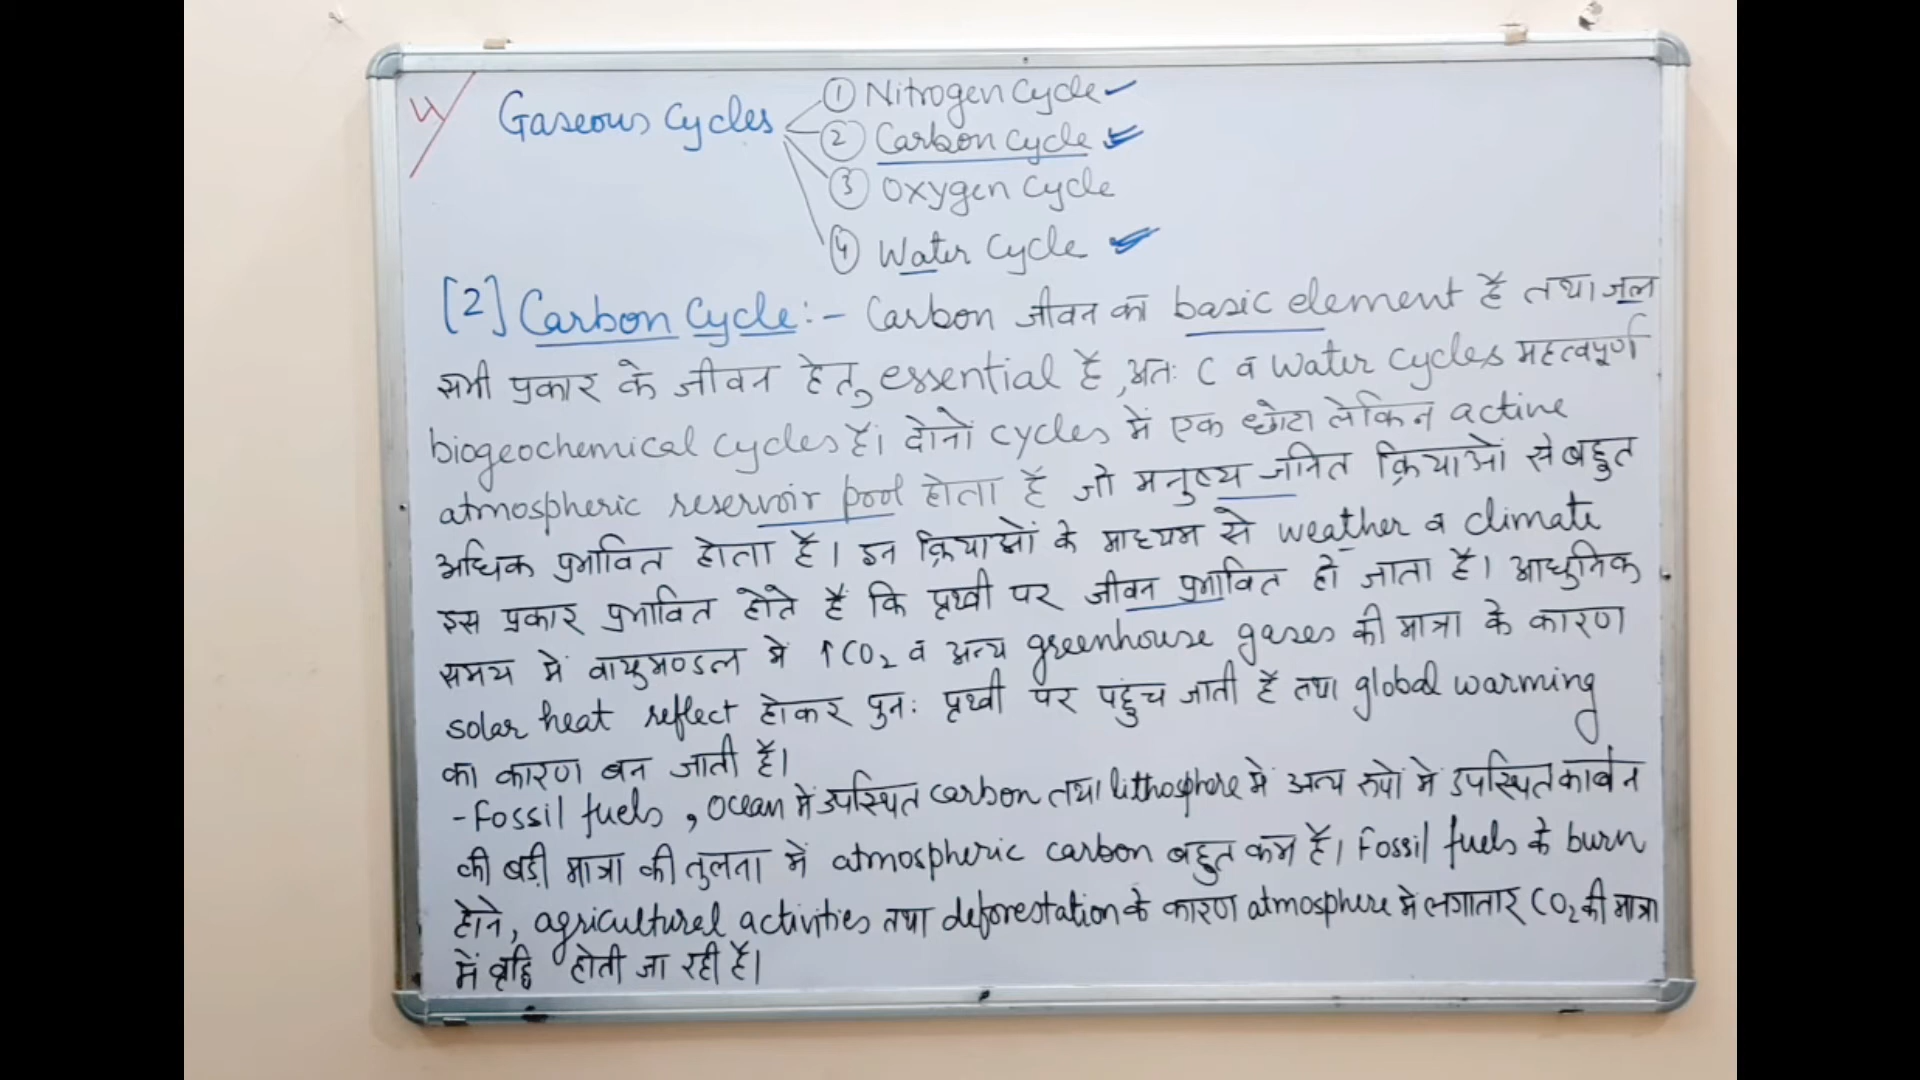 4/ Gaseous Cycles
① Nitrogen Cycle
② Carbon Cycle
③ Oxygen Cycle
④ Water Cycle
[2] Carbon Cycle :- Carbon जीवन का basic element है तथा जल
सभी प्रकार के जीवन हेतु essential है, अतः C व Water cycles महत्वपूर्ण
biogeochemical cycles हैं। दोनों cycles में एक छोटा लेकिन active
atmospheric reservoir pool होता है जो मनुष्य जनित क्रियाओं से बहुत
अधिक प्रभावित होता है। इन क्रियाओं के माध्यम से weather व climate
इस प्रकार प्रभावित होते हैं कि पृथ्वी पर जीवन प्रभावित हो जाता है। आधुनिक
समय में वायुमण्डल में ↑CO₂ व अन्य greenhouse gases की मात्रा के कारण
solar heat reflect होकर पुनः पृथ्वी पर पहुंच जाती है तथा global warming
का कारण बन जाती है।
- Fossil fuels, Ocean में उपस्थित carbon तथा lithosphere में अन्य रूपों में उपस्थित कार्बन
की बड़ी मात्रा की तुलना में atmospheric carbon बहुत कम है। Fossil fuels के burn
होने, agricultural activities तथा deforestation के कारण atmosphere में लगातार CO₂ की मात्रा
में वृद्धि होती जा रही है।